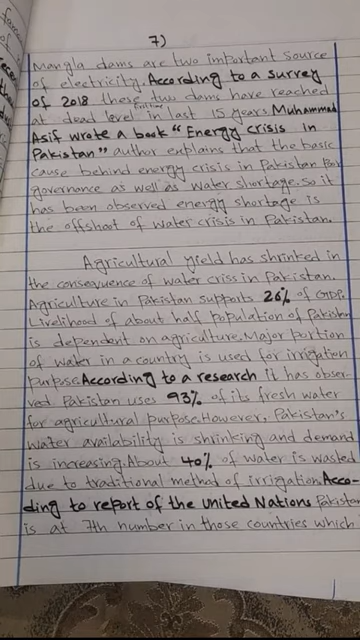 7)
Mangla dams are two important source
of electricity. According to a survey
of 2018 these two dams have reached
at dead level in last 15 years. Muhammad
Asif wrote a book "Energy crisis in
Pakistan" author explains that the basic
cause behind energy crisis in Pakistan
governance as well as water shortage. So it
has been observed energy shortage is
the offshoot of water crisis in Pakistan.
Agricultural yield has shrinked in
the consequence of water criss in Pakistan.
Agriculture in Pakistan supports 26% of GDP.
Livelihood of about half population of Pakistan
is dependent on agriculture. Major portion
of water in a country is used for irrigation
purpose. According to a research it has obser-
ved Pakistan uses 93% of its fresh water
for agricultural purpose. However, Pakistan's
water availability is shrinking and demand
is increasing. About 40% of water is wasted
due to traditional method of irrigation. Acco-
ding to report of the united Nations Pakistan
is at 7th number in those countries which